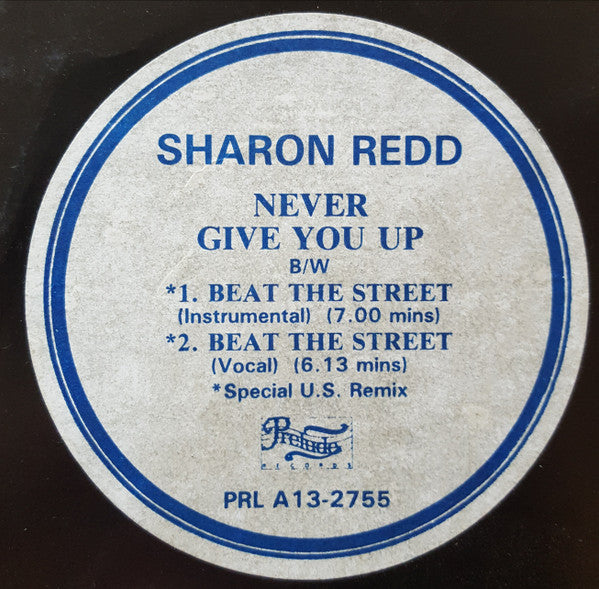 SHARON REDD
NEVER
GIVE YOU UP
B/W
*1. BEAT THE STREET
(Instrumental) (7.00 mins)
*2. BEAT THE STREET
(Vocal) (6.13 mins)
*Special U.S. Remix
Prelude
records
PRL A13-2755